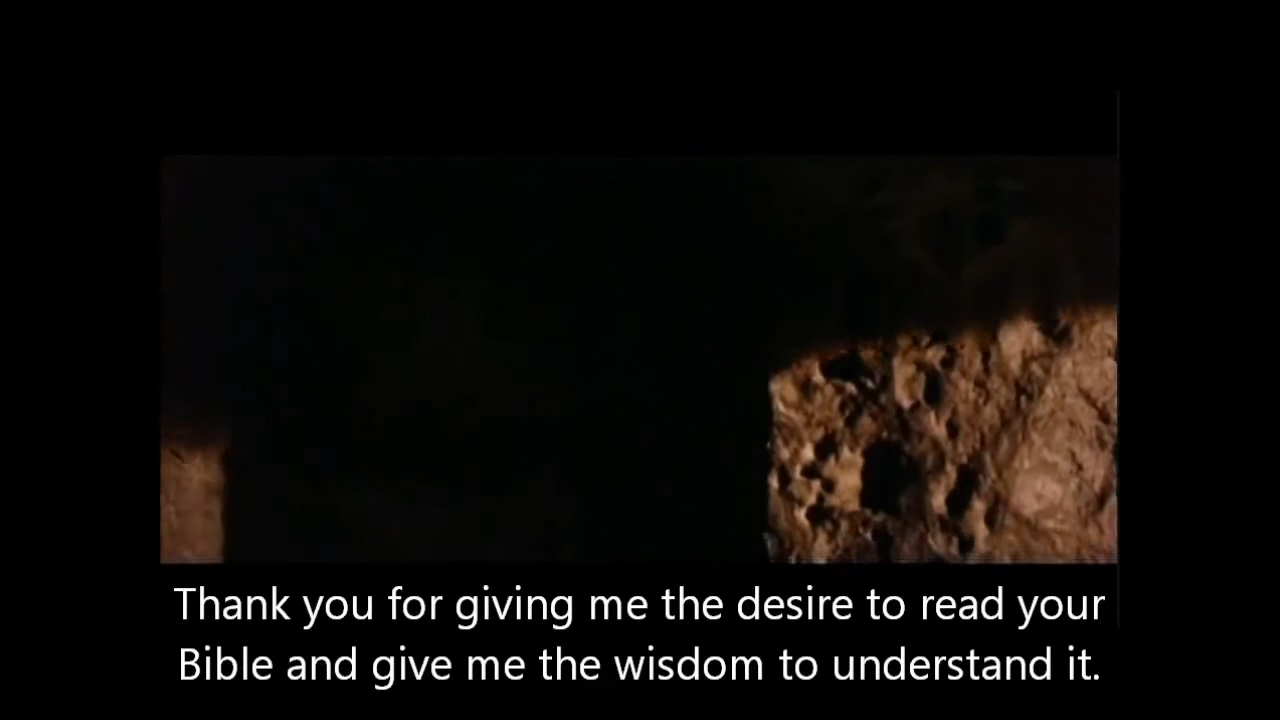 Thank you for giving me the desire to read your
Bible and give me the wisdom to understand it.